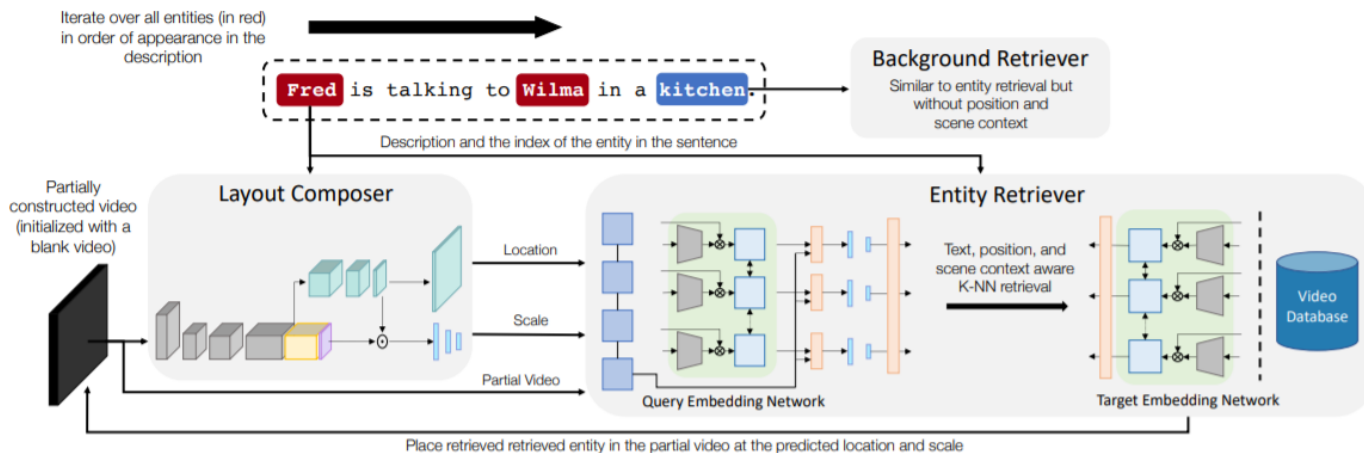 Iterate over all entities (in red)
in order of appearance in the
description
Fred is talking to Wilma in a kitchen.
Background Retriever
Similar to entity retrieval but
without position and
scene context
Description and the index of the entity in the sentence
Partially
constructed video
(initialized with a
blank video)
Layout Composer
Entity Retriever
Location
Scale
Partial Video
Text, position, and
scene context aware
K-NN retrieval
Video
Database
Query Embedding Network
Target Embedding Network
Place retrieved retrieved entity in the partial video at the predicted location and scale